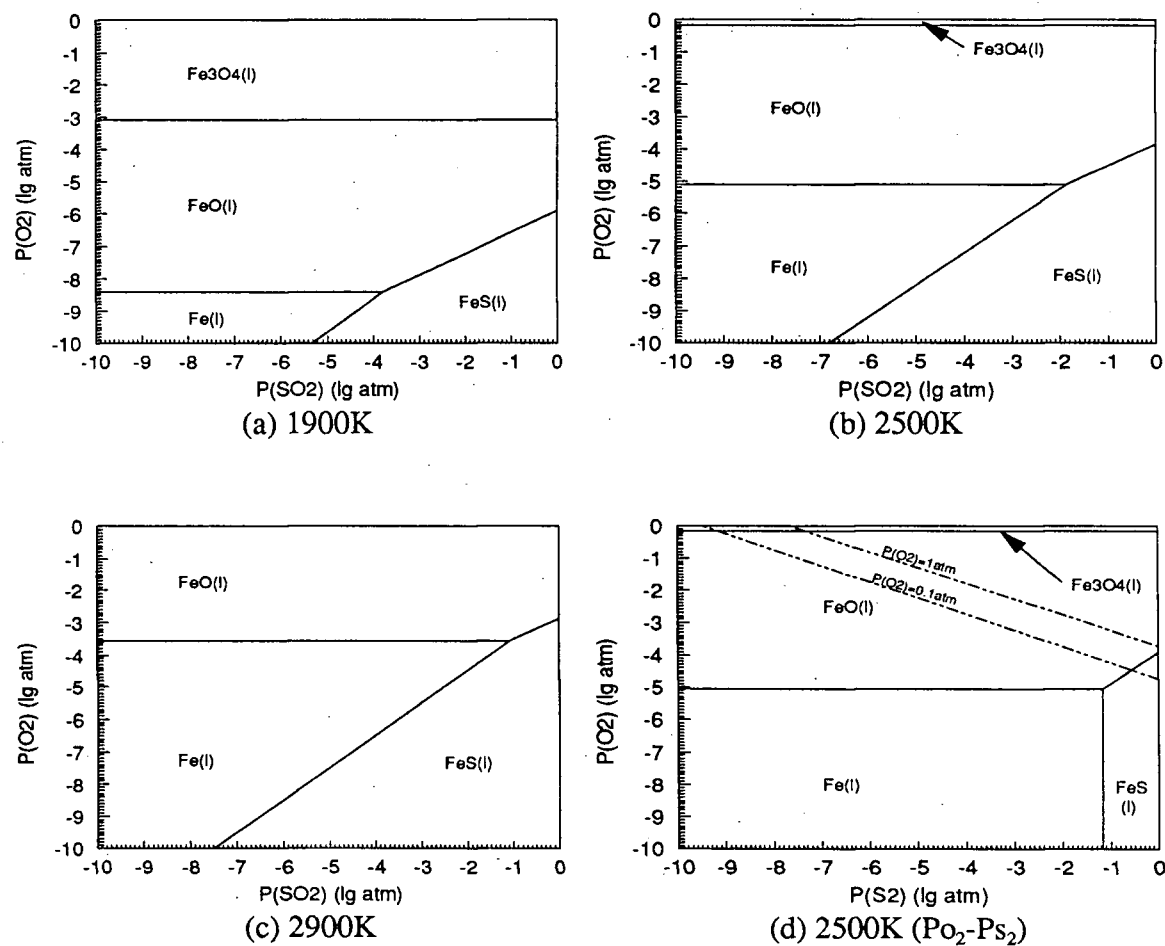 0
-1
-2
-3
-4
-5
-6
-7
-8
-9
-10
P(O2) (lg atm)
Fe3O4(l)
FeO(l)
Fe(l)
FeS(l)
-10 -9 -8 -7 -6 -5 -4 -3 -2 -1 0
P(SO2) (lg atm)
(a) 1900K
0
-1
-2
-3
-4
-5
-6
-7
-8
-9
-10
P(O2) (lg atm)
Fe3O4(l)
FeO(l)
Fe(l)
FeS(l)
-10 -9 -8 -7 -6 -5 -4 -3 -2 -1 0
P(SO2) (lg atm)
(b) 2500K
0
-1
-2
-3
-4
-5
-6
-7
-8
-9
-10
P(O2) (lg atm)
FeO(l)
Fe(l)
FeS(l)
-10 -9 -8 -7 -6 -5 -4 -3 -2 -1 0
P(SO2) (lg atm)
(c) 2900K
0
-1
-2
-3
-4
-5
-6
-7
-8
-9
-10
P(O2) (lg atm)
P(O2)=1atm
P(O2)=0.1atm
Fe3O4(l)
FeO(l)
Fe(l)
FeS
(l)
-10 -9 -8 -7 -6 -5 -4 -3 -2 -1 0
P(S2) (lg atm)
(d) 2500K (Po₂-Ps₂)